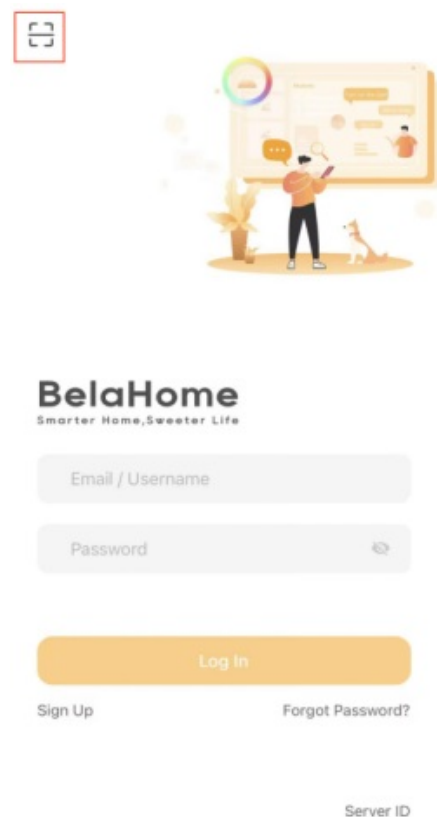 BelaHome
Smarter Home,Sweeter Life
Email / Username
Password
Log In
Sign Up
Forgot Password?
Server ID